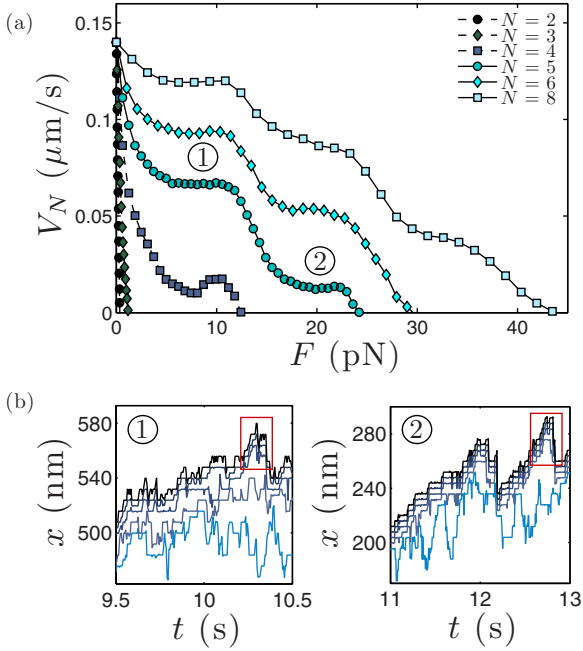 (a)
N = 2
N = 3
N = 4
N = 5
N = 6
N = 8
0.15
0.1
0.05
0
V_N (μm/s)
1
2
0 10 20 30 40
F (pN)
(b)
1
580
540
500
x (nm)
9.5 10 10.5
t (s)
2
280
240
200
x (nm)
11 12 13
t (s)